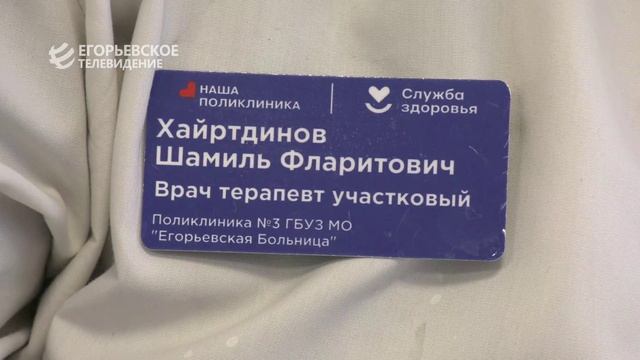 ЕГОРЬЕВСКОЕ
ТЕЛЕВИДЕНИЕ
НАША
ПОЛИКЛИНИКА
Служба
здоровья
Хайртдинов
Шамиль Фларитович
Врач терапевт участковый
Поликлиника №3 ГБУЗ МО
"Егорьевская Больница"